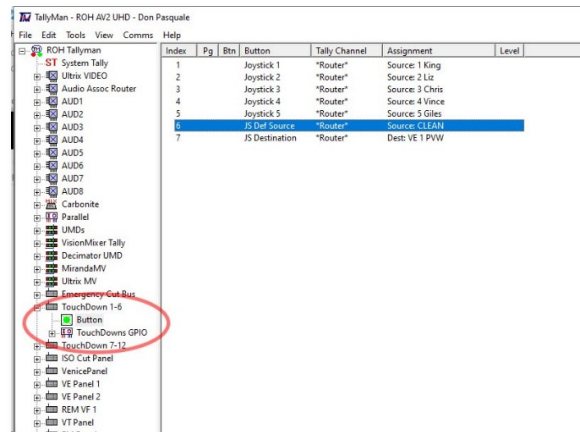 TallyMan - ROH AV2 UHD - Don Pasquale
File Edit Tools View Comms Help
Index Pg Btn Button Tally Channel Assignment Level
1 Joystick 1 *Router* Source: 1 King
2 Joystick 2 *Router* Source: 2 Liz
3 Joystick 3 *Router* Source: 3 Chris
4 Joystick 4 *Router* Source: 4 Vince
5 Joystick 5 *Router* Source: 5 Giles
6 JS Def Source *Router* Source: CLEAN
7 JS Destination *Router* Dest: VE 1 PVW
ROH Tallyman
ST System Tally
Ultrix VIDEO
Audio Assoc Router
AUD1
AUD2
AUD3
AUD4
AUD5
AUD6
AUD7
AUD8
Carbonite
Parallel
UMDs
VisionMixer Tally
Decimator UMD
MirandaMV
Ultrix MV
Emergency Cut Bus
TouchDown 1-6
Button
TouchDowns GPIO
TouchDown 7-12
ISO Cut Panel
VenicePanel
VE Panel 1
VE Panel 2
REM VF 1
VT Panel